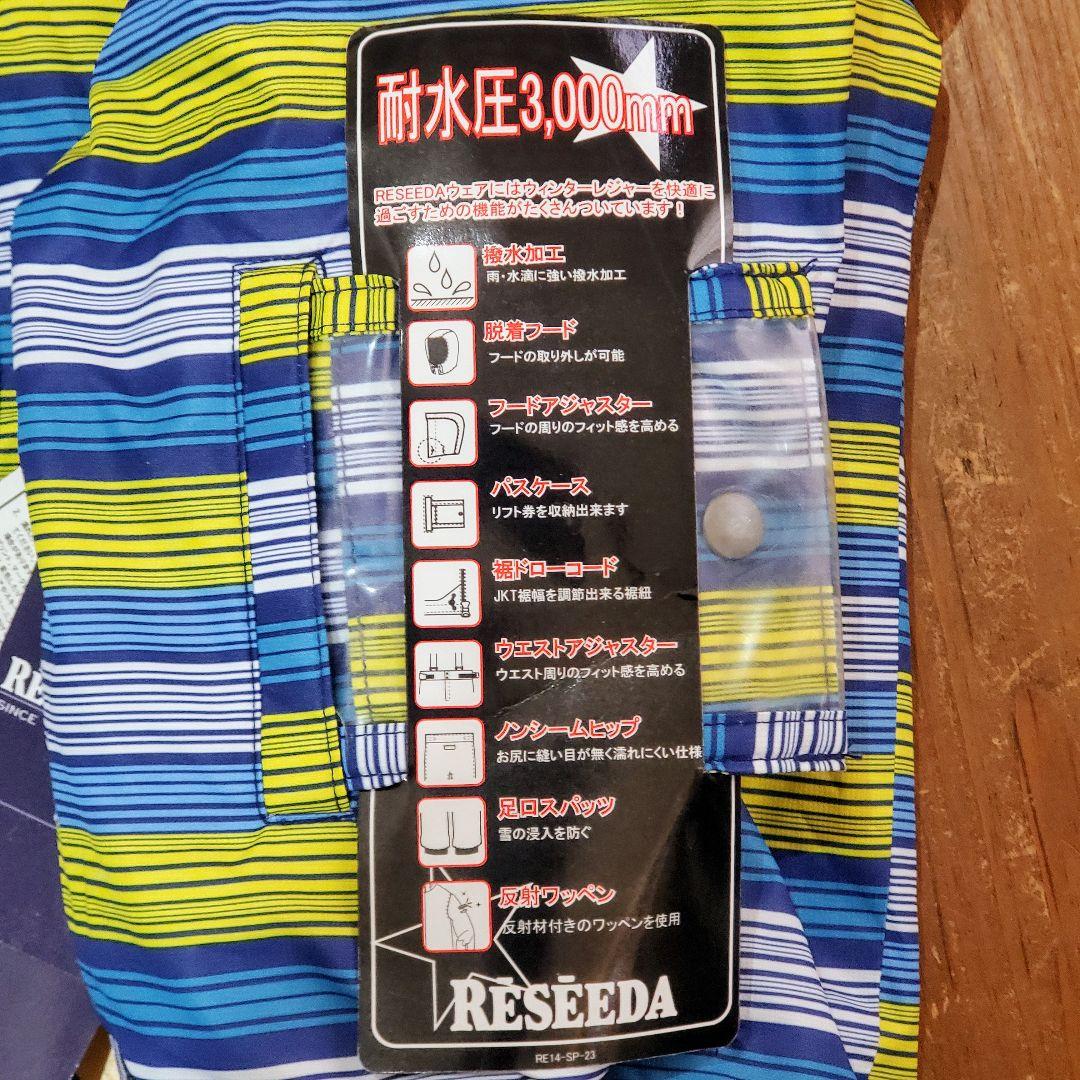 耐水圧3,000mm
RESEEDAウェアにはウィンターレジャーを快適に
過ごすための機能がたくさんついています！
撥水加工
雨・水滴に強い撥水加工
脱着フード
フードの取り外しが可能
フードアジャスター
フードの周りのフィット感を高める
パスケース
リフト券を収納出来ます
裾ドローコード
JKT裾幅を調節出来る裾紐
ウエストアジャスター
ウエスト周りのフィット感を高める
ノンシームヒップ
お尻に縫い目が無く濡れにくい仕様
足口スパッツ
雪の浸入を防ぐ
反射ワッペン
反射材付きのワッペンを使用
RĒSĒEDA
RE14-SP-23
SINCE